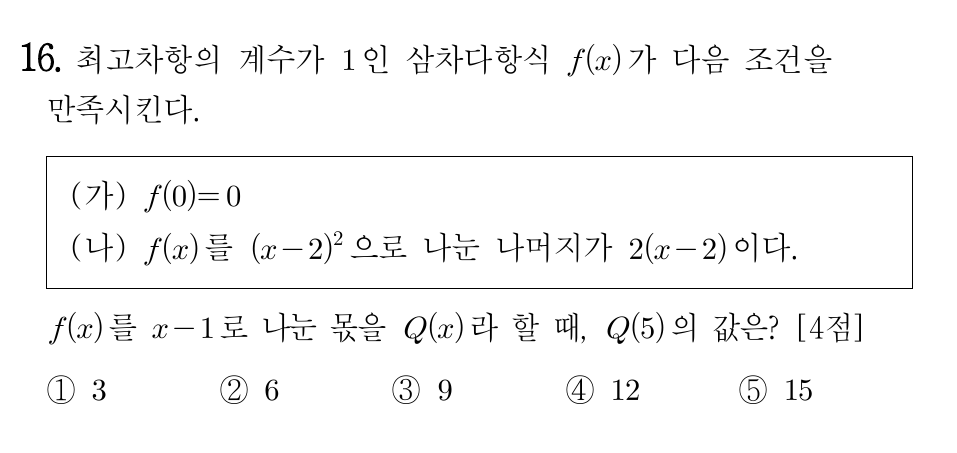 16. 최고차항의 계수가 1인 삼차다항식 f(x)가 다음 조건을
만족시킨다.
(가) f(0)=0
(나) f(x)를 (x-2)²으로 나눈 나머지가 2(x-2)이다.
f(x)를 x-1로 나눈 몫을 Q(x)라 할 때, Q(5)의 값은? [4점]
① 3 ② 6 ③ 9 ④ 12 ⑤ 15